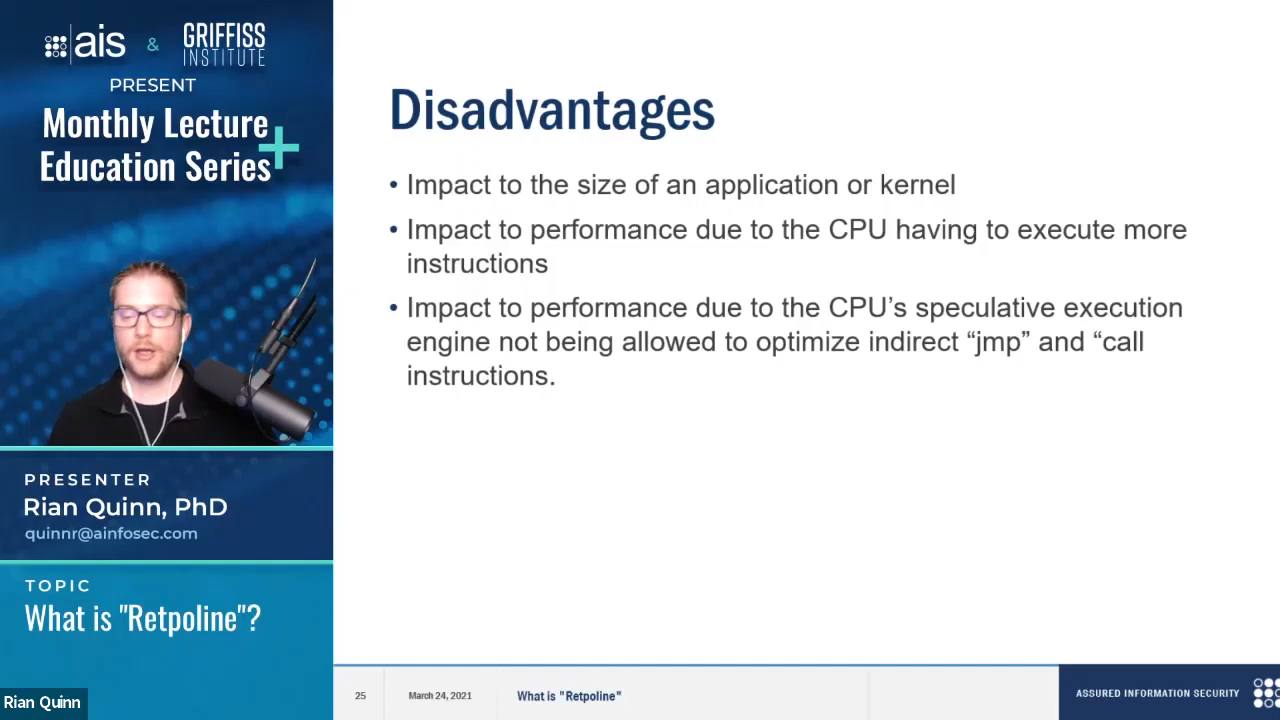 ais & GRIFFISS
INSTITUTE
PRESENT
Monthly Lecture
Education Series+
PRESENTER
Rian Quinn, PhD
quinnr@ainfosec.com
TOPIC
What is "Retpoline"?
Rian Quinn
Disadvantages
• Impact to the size of an application or kernel
• Impact to performance due to the CPU having to execute more
instructions
• Impact to performance due to the CPU’s speculative execution
engine not being allowed to optimize indirect “jmp” and “call
instructions.
25
March 24, 2021
What is "Retpoline"
ASSURED INFORMATION SECURITY